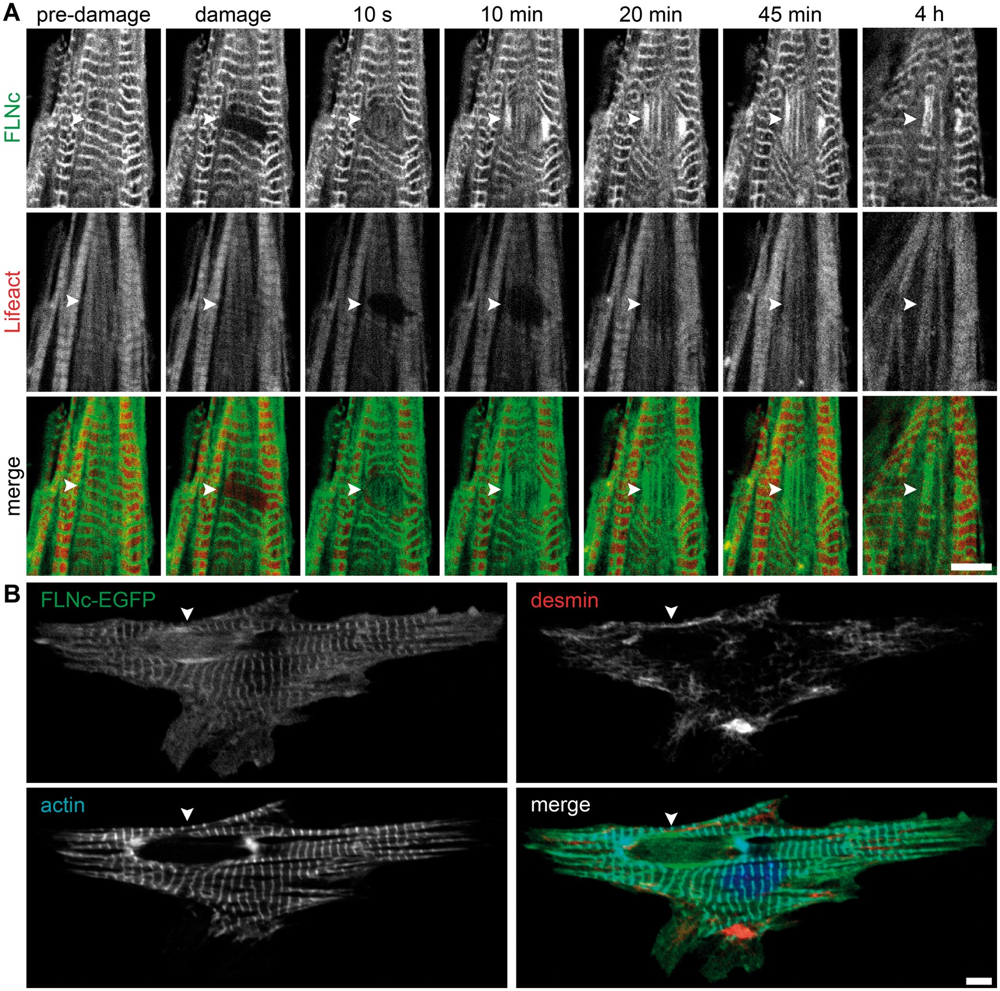 A
pre-damage
damage
10 s
10 min
20 min
45 min
4 h
FLNc
Lifeact
merge
B
FLNc-EGFP
desmin
actin
merge